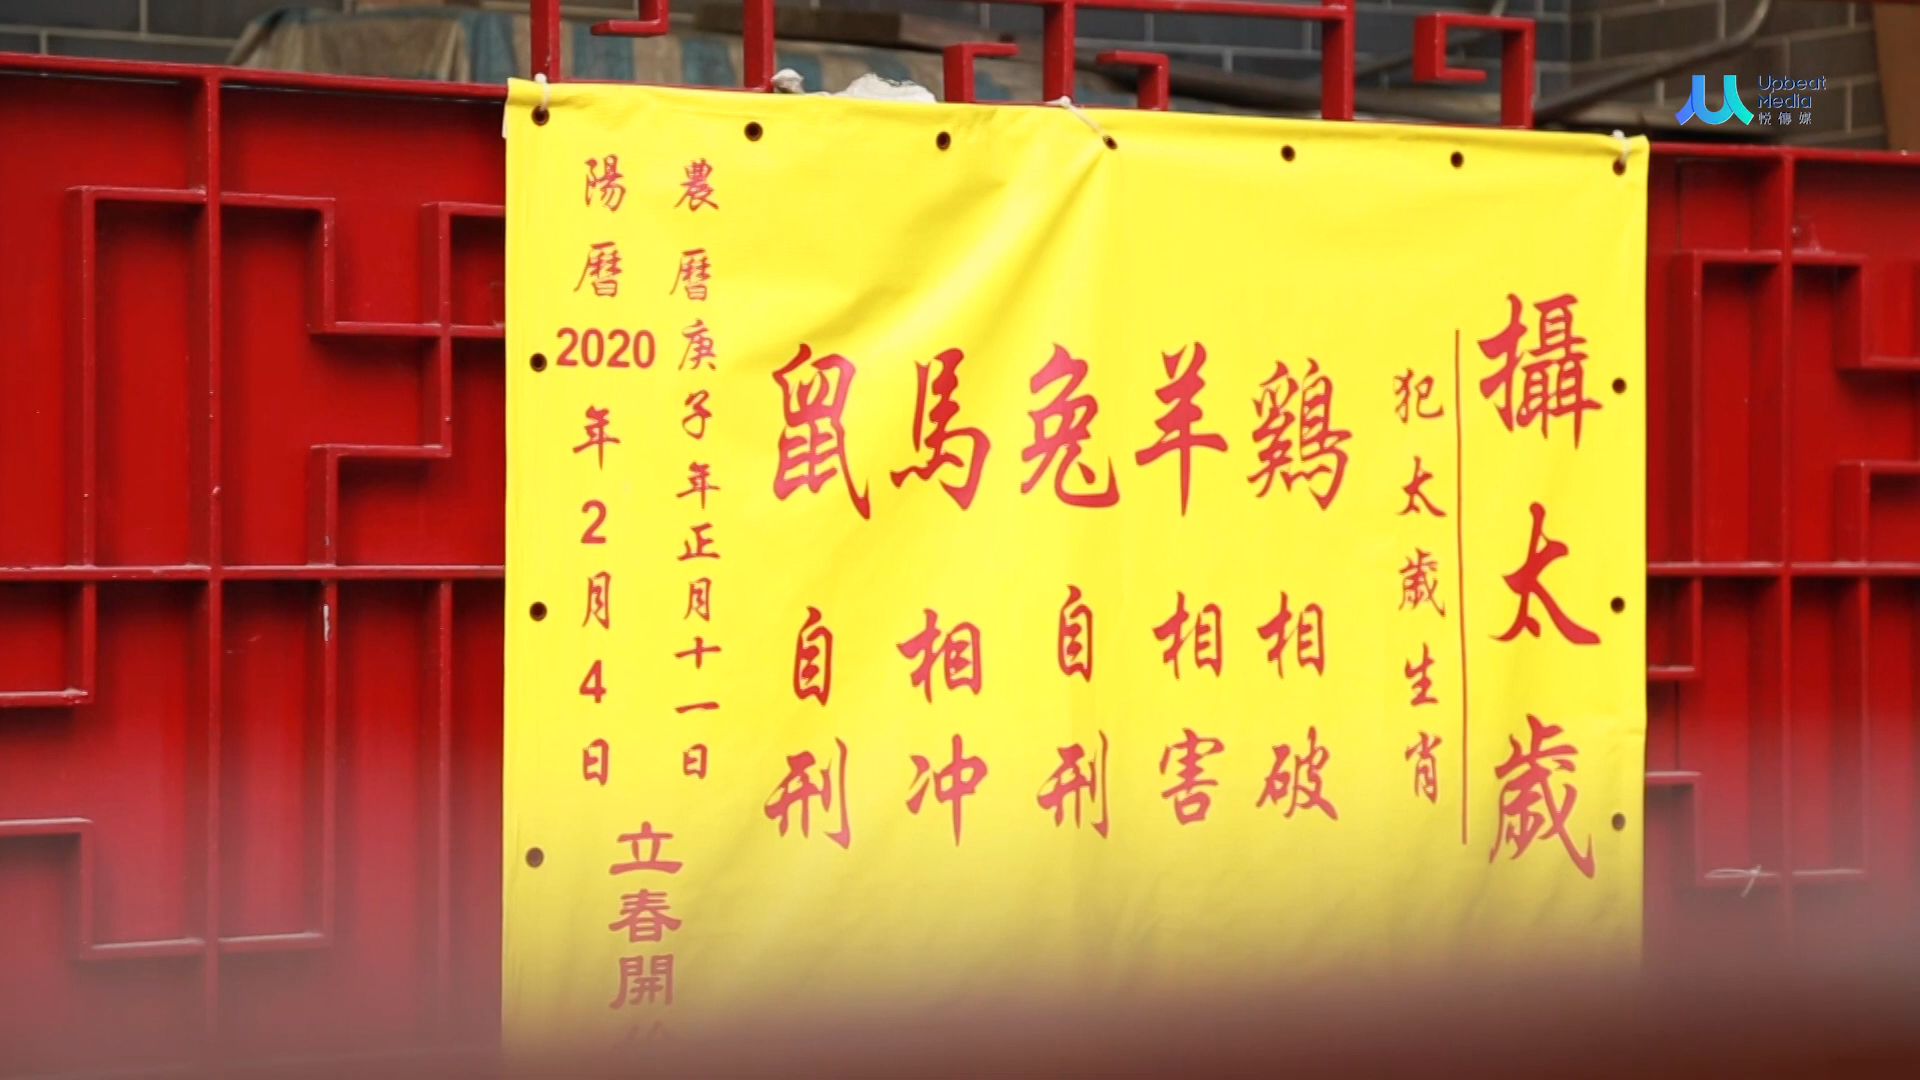 攝太歲
犯太歲生肖
鷄 相破
羊 相害
兔 自刑
馬 相冲
鼠 自刑
農曆庚子年正月十一日
陽曆2020年2月4日
立春開始
Upbeat
Media
悅傳媒